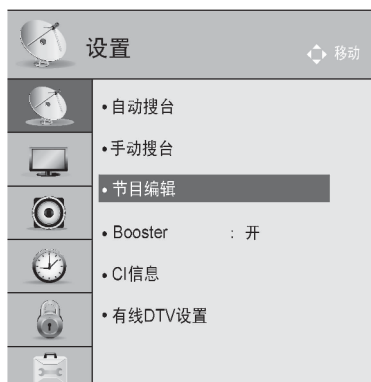 设置
移动
• 自动搜台
• 手动搜台
• 节目编辑
• Booster : 开
• CI信息
• 有线DTV设置